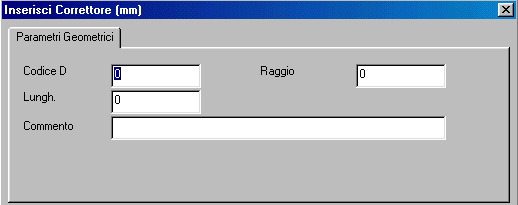 Inserisci Correttore (mm)
Parametri Geometrici
Codice D 0 Raggio 0
Lungh. 0
Commento